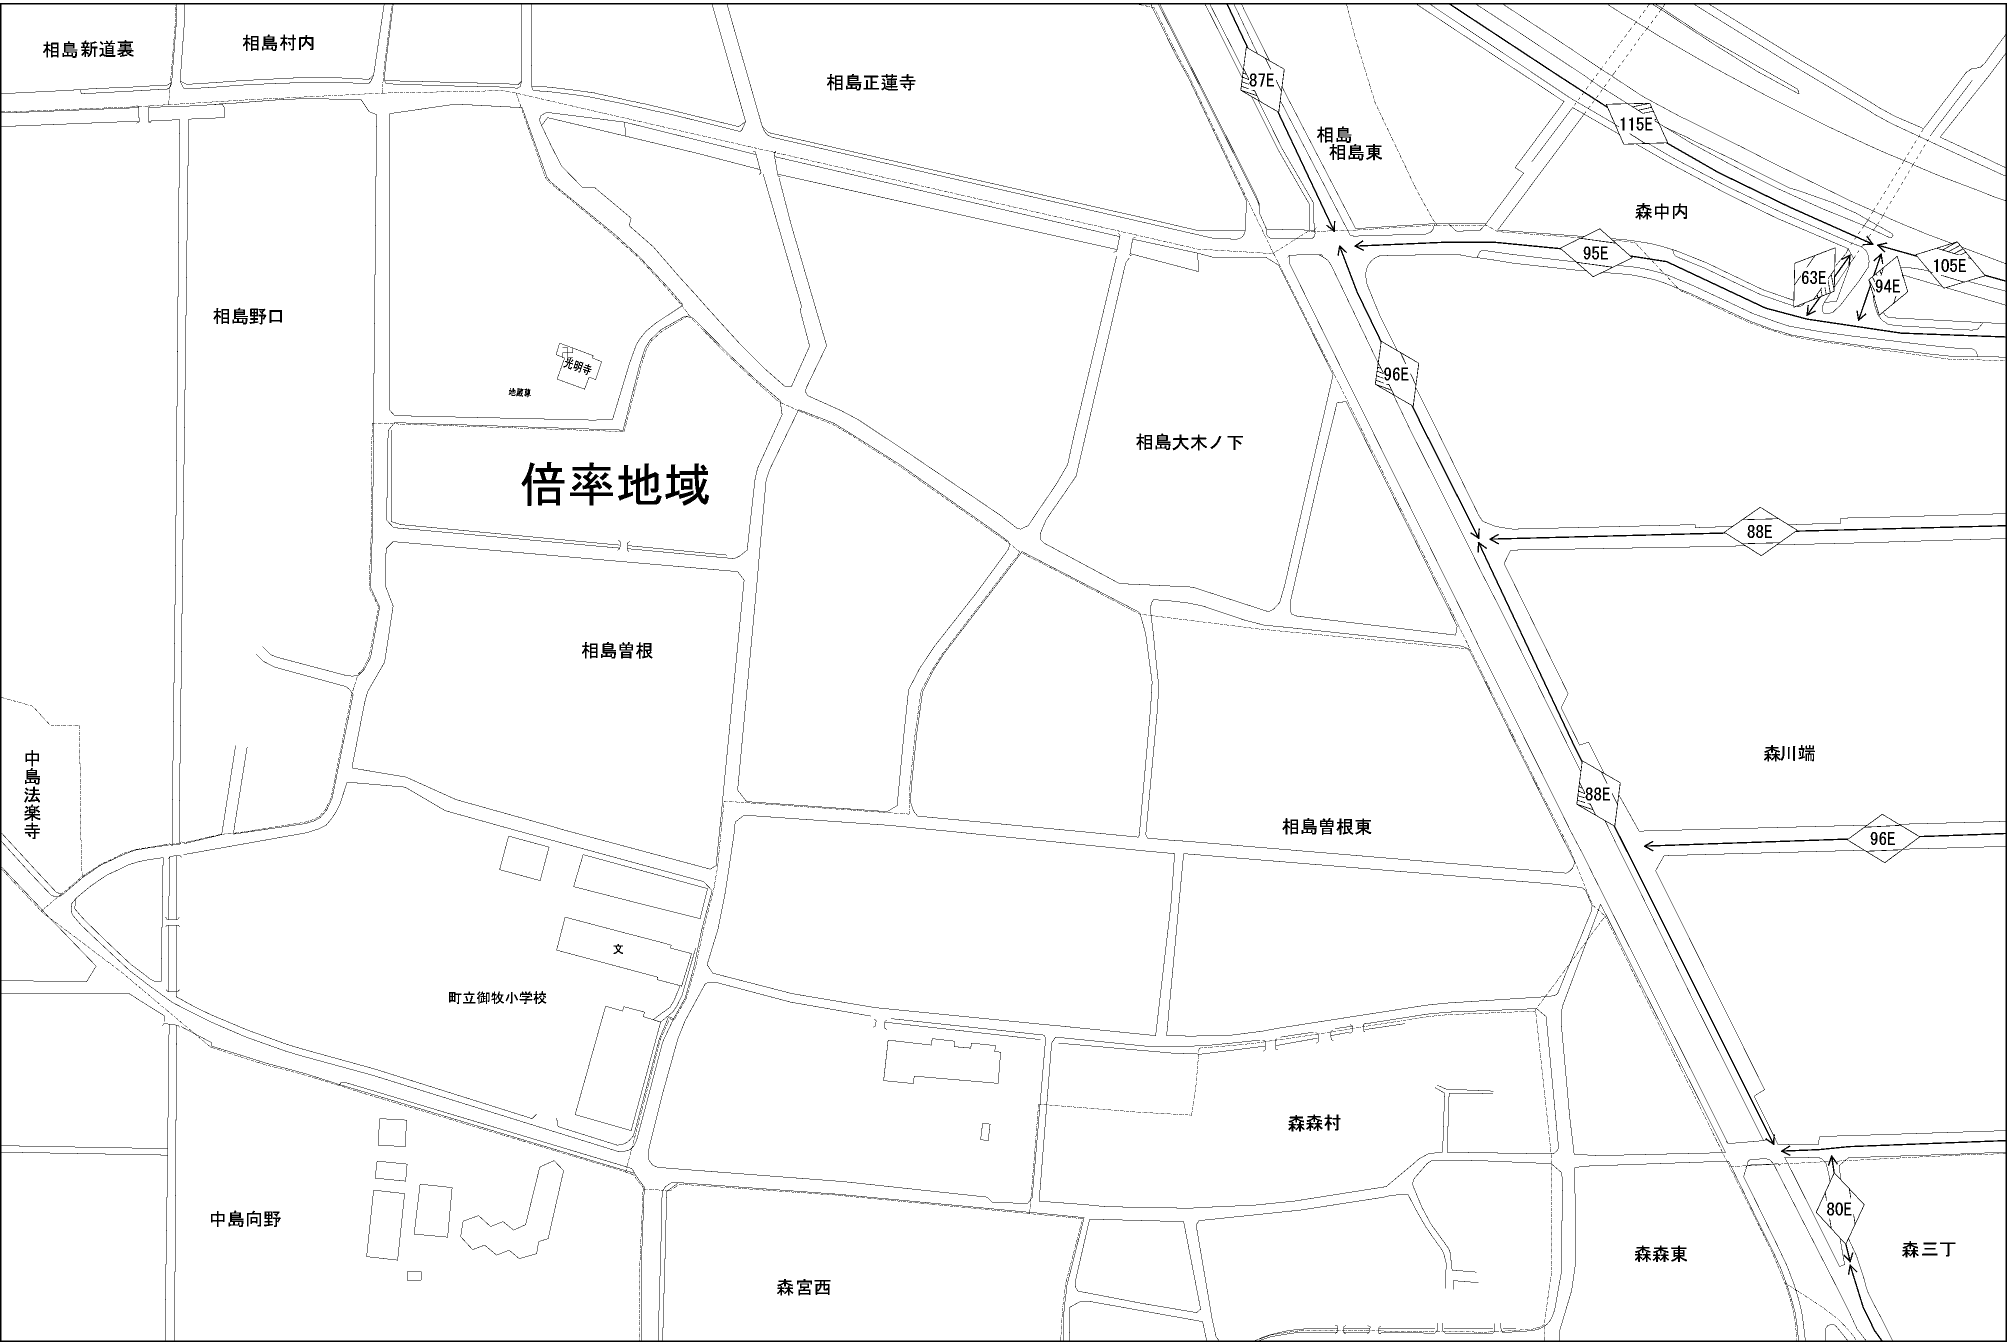 相島新道裏
相島村内
相島正蓮寺
87E
115E
相島
相島東
森中内
95E
63E
94E
105E
相島野口
光明寺
地蔵尊
96E
相島大木ノ下
倍率地域
88E
相島曽根
中島法楽寺
森川端
88E
相島曽根東
96E
文
町立御牧小学校
森森村
中島向野
80E
森森東
森三丁
森宮西